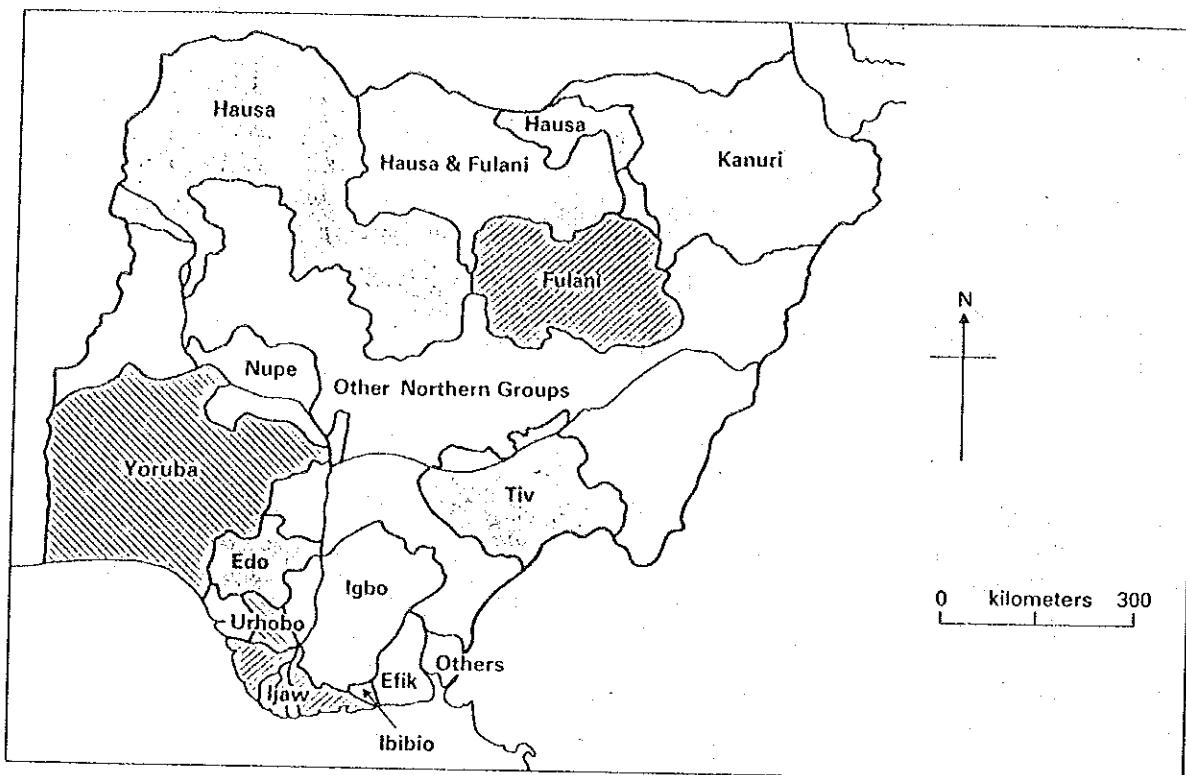 Hausa
Hausa
Hausa & Fulani
Kanuri
Fulani
N
Nupe
Other Northern Groups
Yoruba
Tiv
Edo
Igbo
0 kilometers 300
Urhobo
Others
Efik
Ijaw
Ibibio